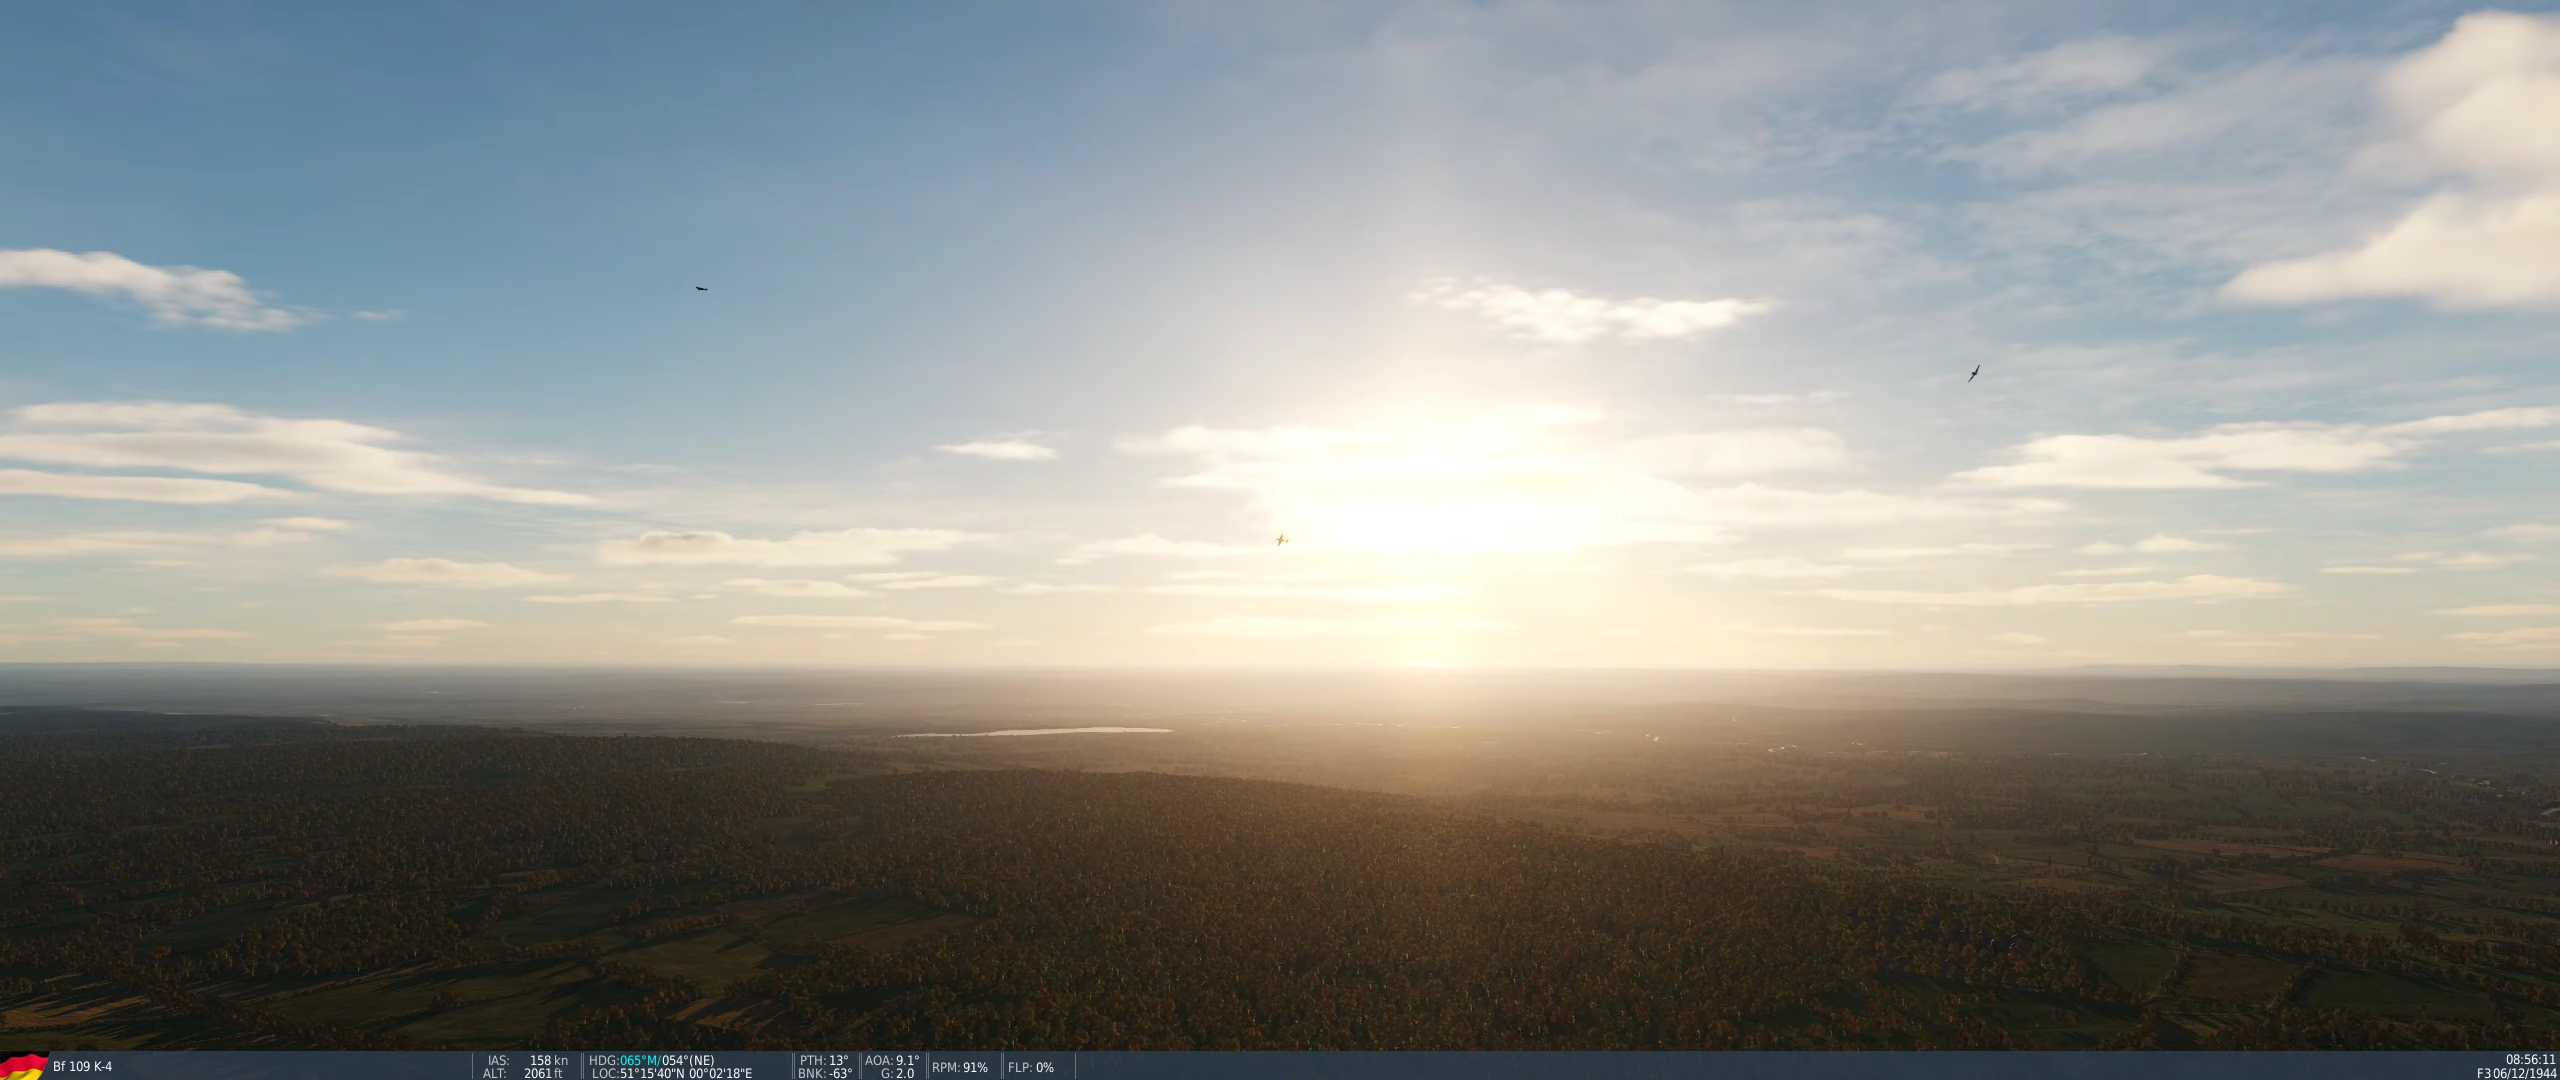 Bf 109 K-4
IAS: 158 kn
ALT: 2061 ft
HDG:065°M/054°(NE)
LOC:51°15'40"N 00°02'18"E
PTH: 13°
BNK: -63°
AOA: 9.1°
G: 2.0
RPM: 91%
FLP: 0%
08:56:11
F3 06/12/1944